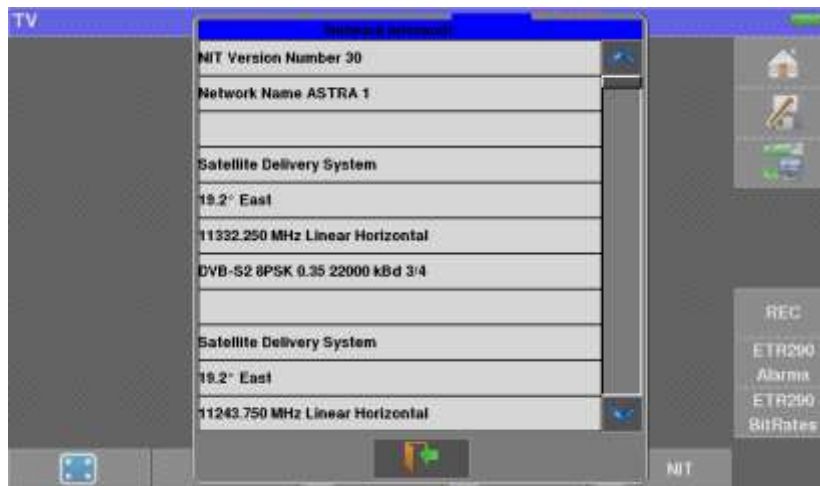 TV
NIT Version Number 30
Network Name ASTRA 1
Satellite Delivery System
19.2° East
11332.250 MHz Linear Horizontal
DVB-S2 8PSK 0.35 22000 kBd 3/4
Satellite Delivery System
19.2° East
11243.750 MHz Linear Horizontal
REC
ETR290
Alarms
ETR290
BitRates
NIT